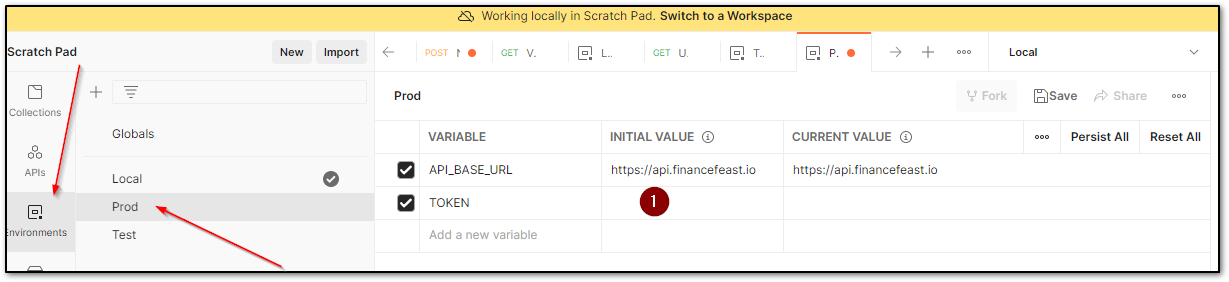 Working locally in Scratch Pad. Switch to a Workspace
Scratch Pad
New
Import
POST
GET V.
L...
GET U.
T..
P.
Local
Collections
Globals
Prod
Fork
Save
Share
VARIABLE
INITIAL VALUE
CURRENT VALUE
Persist All
Reset All
APIs
Local
API_BASE_URL
https://api.financefeast.io
https://api.financefeast.io
Environments
Prod
TOKEN
1
Test
Add a new variable